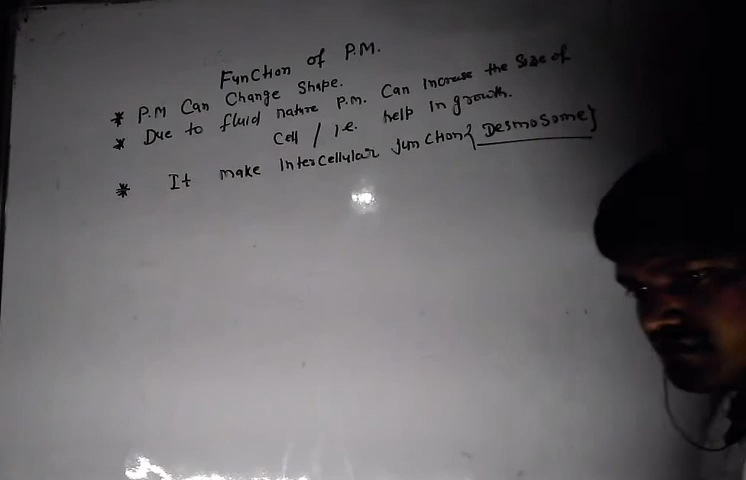 Function of P.M.
* P.M Can Change Shape.
* Due to fluid nature P.m. Can Increase the Size of
Cell / I.e. help In growth.
* It make Intercellular junction { Desmosome }